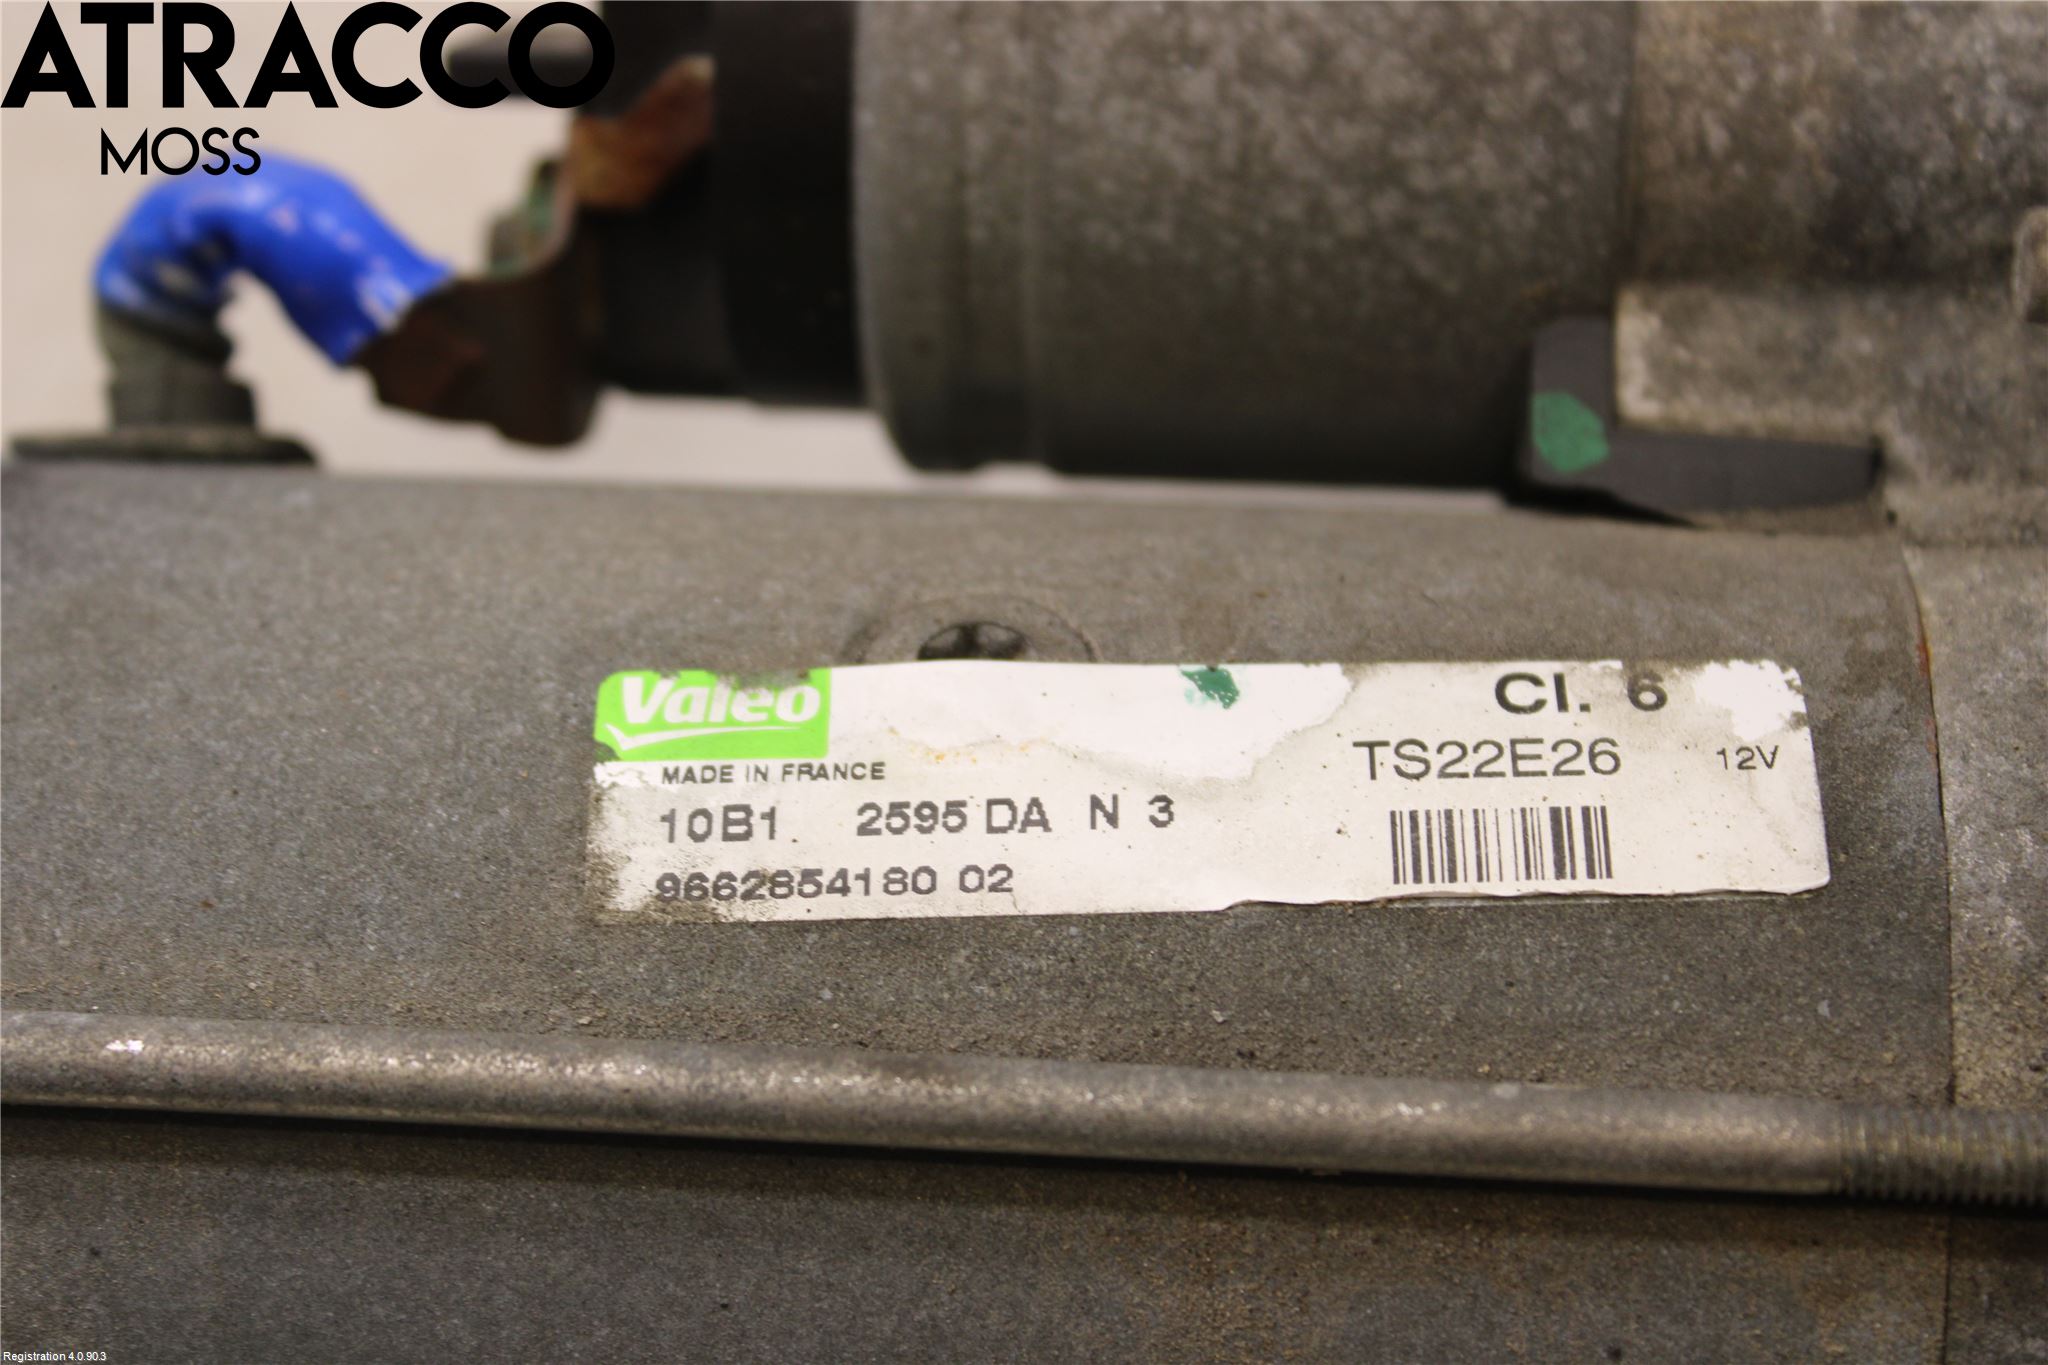 ATRACCO
MOSS
Valeo
MADE IN FRANCE
10B1 2595 DA N 3
9662854180 02
Cl. 6
TS22E26 12V
Registration 4.0.90.3